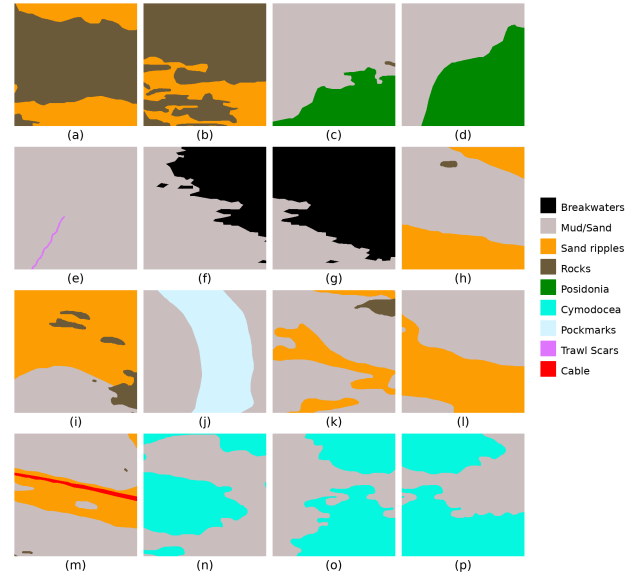 (a) (b) (c) (d)
(e) (f) (g) (h)
(i) (j) (k) (l)
(m) (n) (o) (p)
Breakwaters
Mud/Sand
Sand ripples
Rocks
Posidonia
Cymodocea
Pockmarks
Trawl Scars
Cable